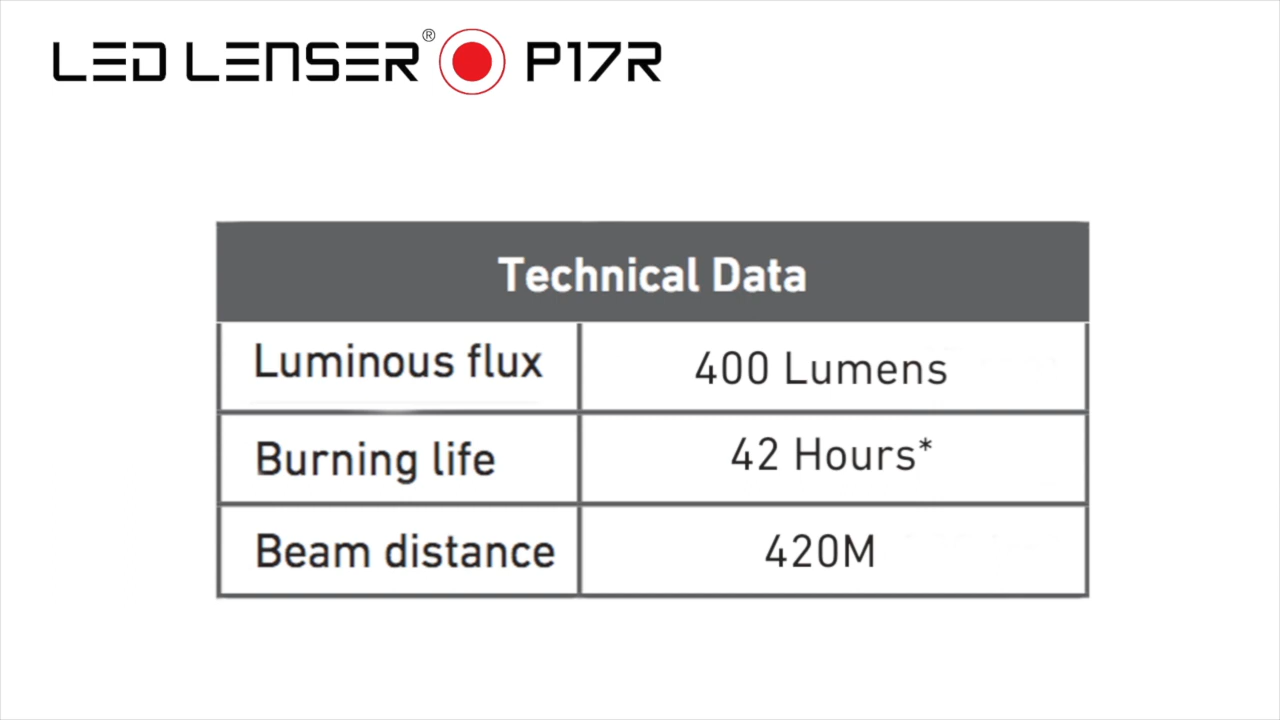 LED LENSER® P17R
Technical Data
Luminous flux 400 Lumens
Burning life 42 Hours*
Beam distance 420M